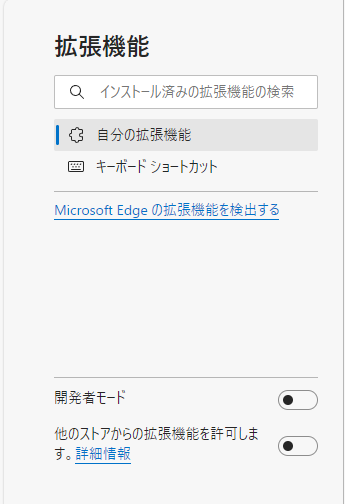 拡張機能
インストール済みの拡張機能の検索
自分の拡張機能
キーボード ショートカット
Microsoft Edge の拡張機能を検出する
開発者モード
他のストアからの拡張機能を許可しま
す。詳細情報